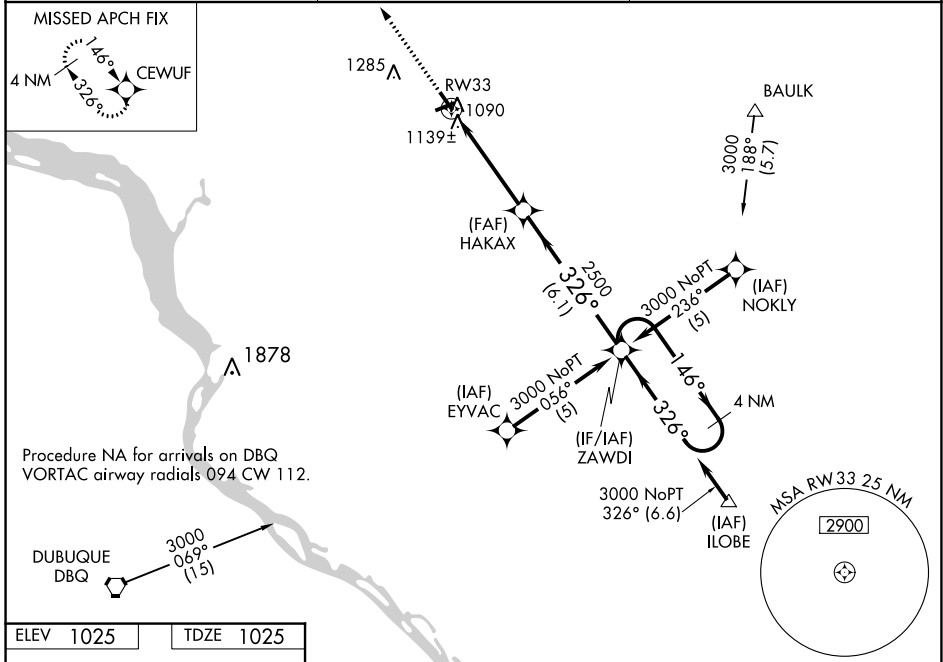 MISSED APCH FIX
146°
CEWUF
4 NM
326°
1285
RW33
1090
1139±
BAULK
3000
188°
(5.7)
(FAF)
HAKAX
2500
326°
(6.1)
3000 NoPT
236°
(5)
(IAF)
NOKLY
1878
(IAF)
EYVAC
3000 NoPT
056°
(5)
146°
4 NM
326°
(IF/IAF)
ZAWDI
Procedure NA for arrivals on DBQ
VORTAC airway radials 094 CW 112.
3000 NoPT
326° (6.6)
(IAF)
ILOBE
MSA RW33 25 NM
2900
DUBUQUE
DBQ
3000
069°
(15)
ELEV 1025
TDZE 1025